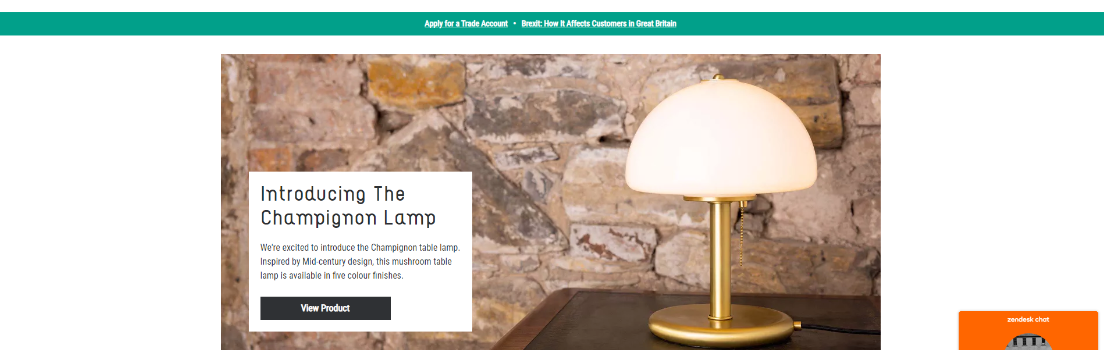 Apply for a Trade Account • Brexit: How It Affects Customers in Great Britain
Introducing The
Champignon Lamp
We're excited to introduce the Champignon table lamp.
Inspired by Mid-century design, this mushroom table
lamp is available in five colour finishes.
View Product
zendesk chat